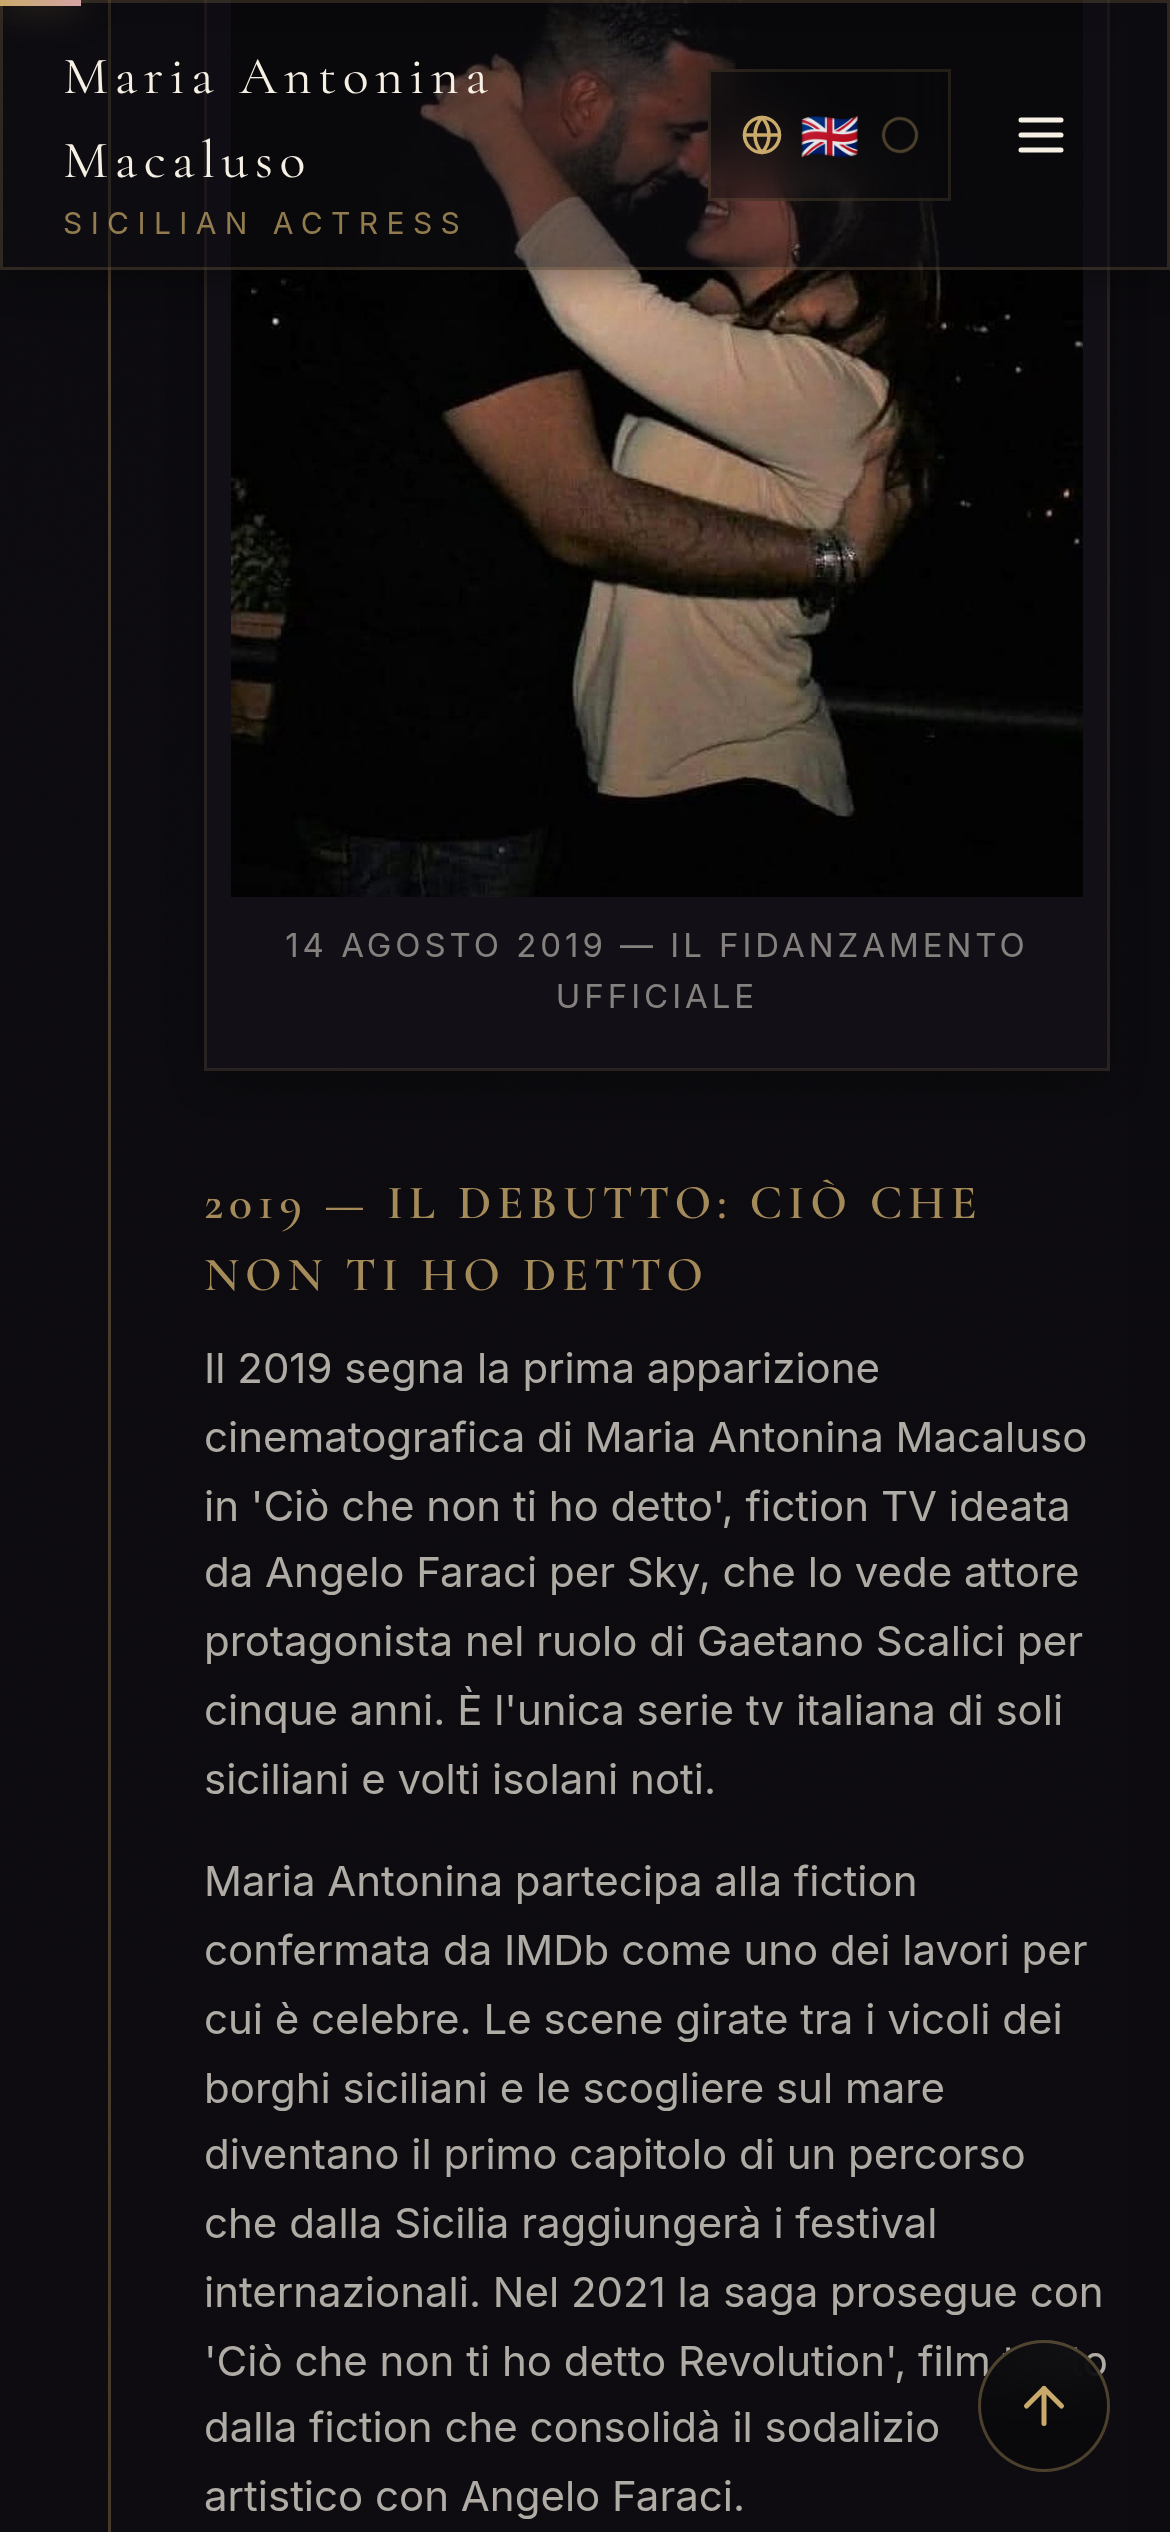 Maria Antonina
Macaluso
SICILIAN ACTRESS
14 AGOSTO 2019 — IL FIDANZAMENTO
UFFICIALE
2019 — IL DEBUTTO: CIÒ CHE
NON TI HO DETTO
Il 2019 segna la prima apparizione
cinematografica di Maria Antonina Macaluso
in 'Ciò che non ti ho detto', fiction TV ideata
da Angelo Faraci per Sky, che lo vede attore
protagonista nel ruolo di Gaetano Scalici per
cinque anni. È l'unica serie tv italiana di soli
siciliani e volti isolani noti.
Maria Antonina partecipa alla fiction
confermata da IMDb come uno dei lavori per
cui è celebre. Le scene girate tra i vicoli dei
borghi siciliani e le scogliere sul mare
diventano il primo capitolo di un percorso
che dalla Sicilia raggiungerà i festival
internazionali. Nel 2021 la saga prosegue con
'Ciò che non ti ho detto Revolution', film
dalla fiction che consolidà il sodalizio
artistico con Angelo Faraci.